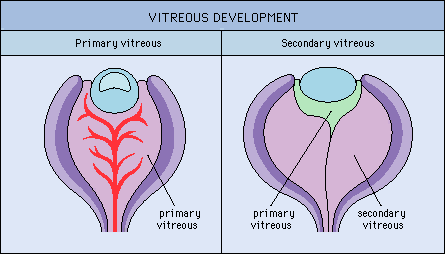 VITREOUS DEVELOPMENT
Primary vitreous
Secondary vitreous
primary
vitreous
primary
vitreous
secondary
vitreous